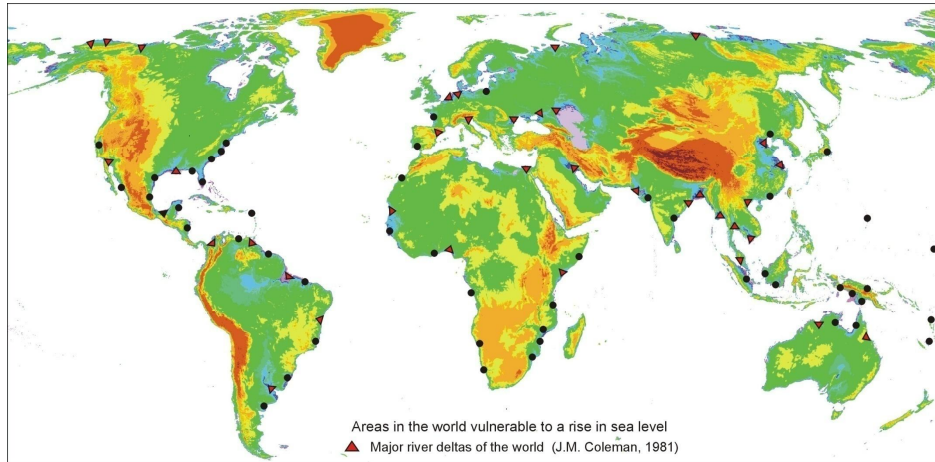 Areas in the world vulnerable to a rise in sea level
Major river deltas of the world (J.M. Coleman, 1981)